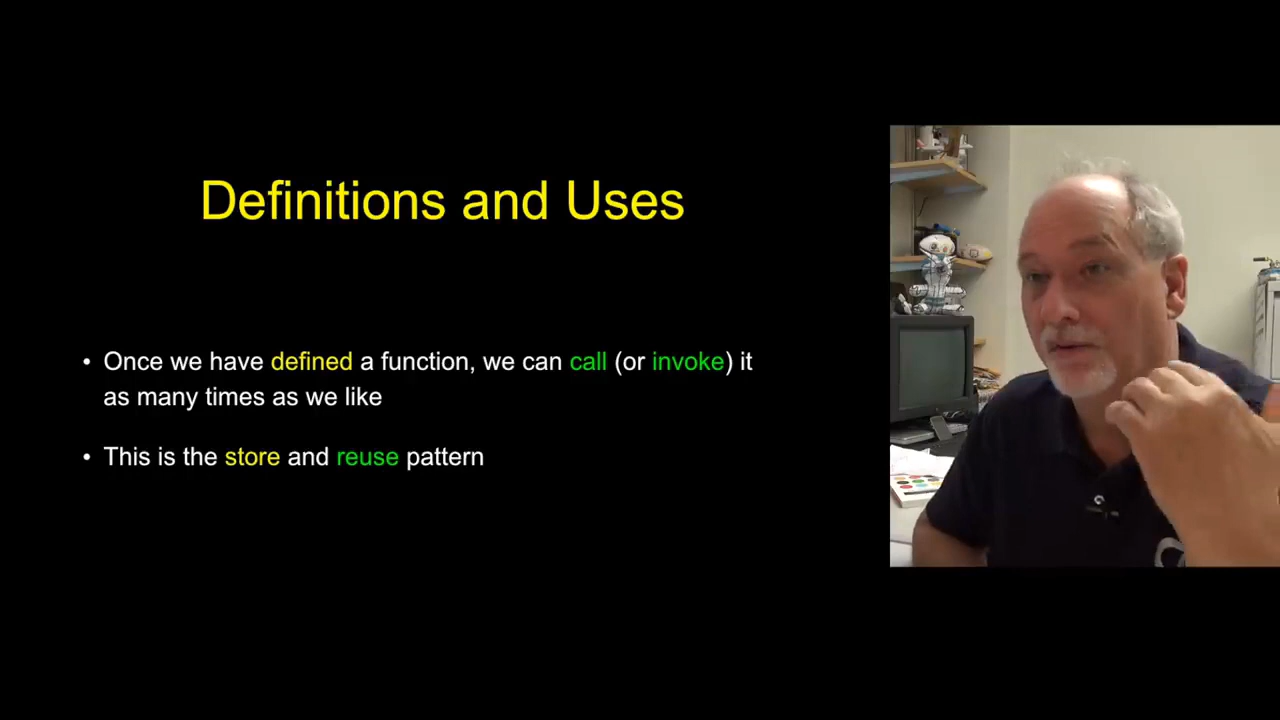 Definitions and Uses
• Once we have defined a function, we can call (or invoke) it
as many times as we like
• This is the store and reuse pattern